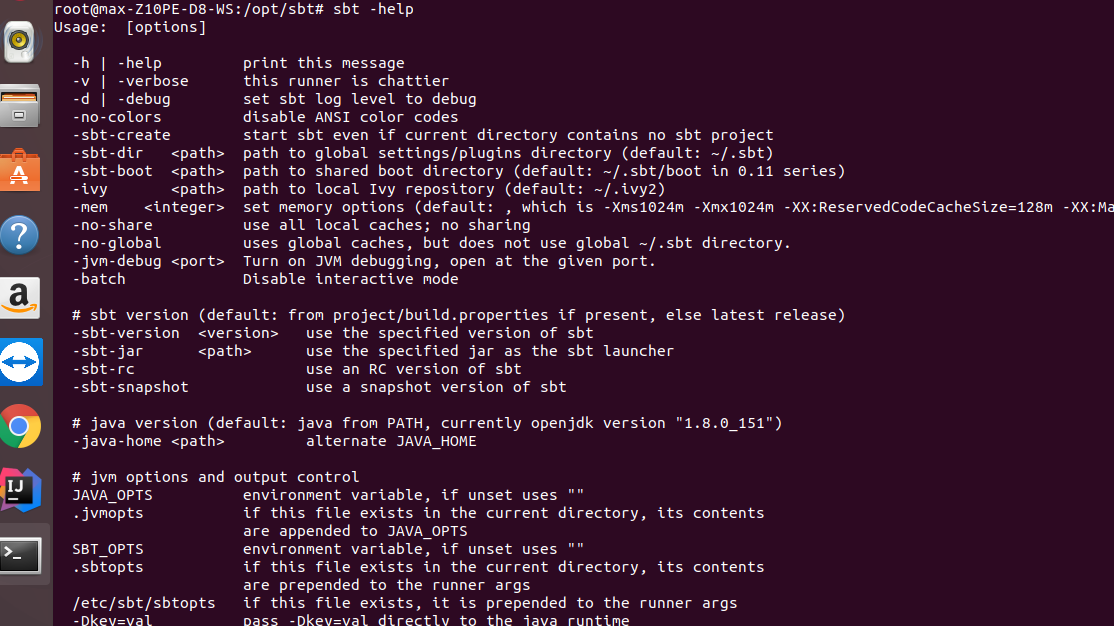 root@max-Z10PE-D8-WS:/opt/sbt# sbt -help
Usage:  [options]
-h | -help         print this message
-v | -verbose      this runner is chattier
-d | -debug        set sbt log level to debug
-no-colors         disable ANSI color codes
-sbt-create        start sbt even if current directory contains no sbt project
-sbt-dir   <path>  path to global settings/plugins directory (default: ~/.sbt)
-sbt-boot  <path>  path to shared boot directory (default: ~/.sbt/boot in 0.11 series)
-ivy       <path>  path to local Ivy repository (default: ~/.ivy2)
-mem    <integer>  set memory options (default: , which is -Xms1024m -Xmx1024m -XX:ReservedCodeCacheSize=128m -XX:Ma
-no-share          use all local caches; no sharing
-no-global         uses global caches, but does not use global ~/.sbt directory.
-jvm-debug <port>  Turn on JVM debugging, open at the given port.
-batch             Disable interactive mode
# sbt version (default: from project/build.properties if present, else latest release)
-sbt-version  <version>   use the specified version of sbt
-sbt-jar      <path>      use the specified jar as the sbt launcher
-sbt-rc                   use an RC version of sbt
-sbt-snapshot             use a snapshot version of sbt
# java version (default: java from PATH, currently openjdk version "1.8.0_151")
-java-home <path>         alternate JAVA_HOME
# jvm options and output control
JAVA_OPTS          environment variable, if unset uses ""
.jvmopts           if this file exists in the current directory, its contents
are appended to JAVA_OPTS
SBT_OPTS           environment variable, if unset uses ""
.sbtopts           if this file exists in the current directory, its contents
are prepended to the runner args
/etc/sbt/sbtopts   if this file exists, it is prepended to the runner args
-Dkey=val          pass -Dkey=val directly to the java runtime
A
?
a
IJ
>_